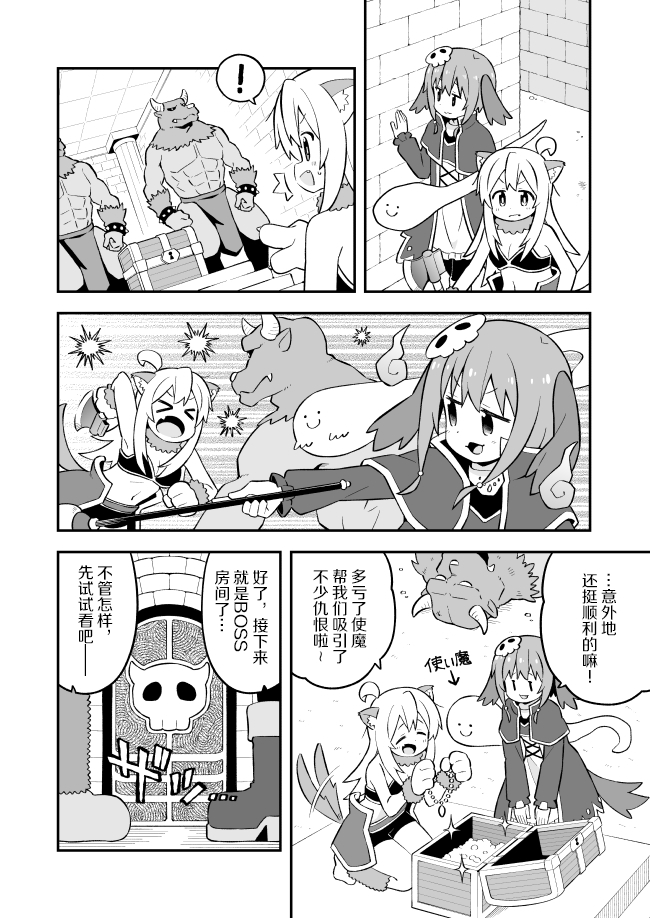 !
…意外地
还挺顺利的嘛！
多亏了使魔
帮我们吸引了
不少仇恨啦~
使い魔
好了，接下来
就是BOSS
房间了…
不管怎样，
先试试看吧——
ザッ